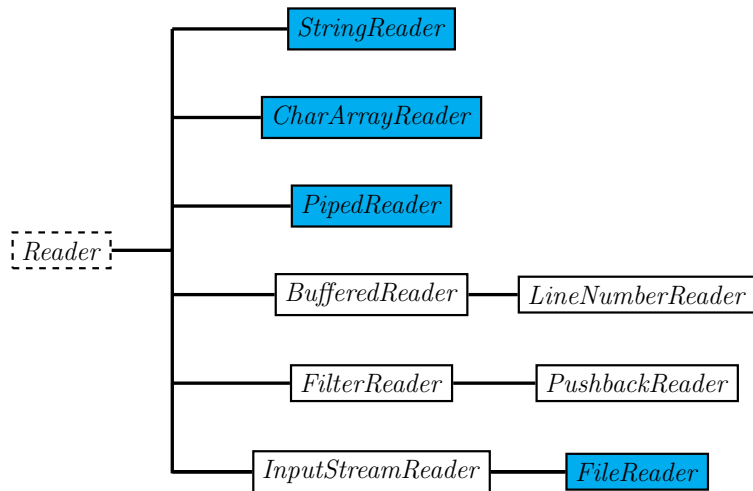 StringReader
CharArrayReader
PipedReader
Reader
BufferedReader
LineNumberReader
FilterReader
PushbackReader
InputStreamReader
FileReader